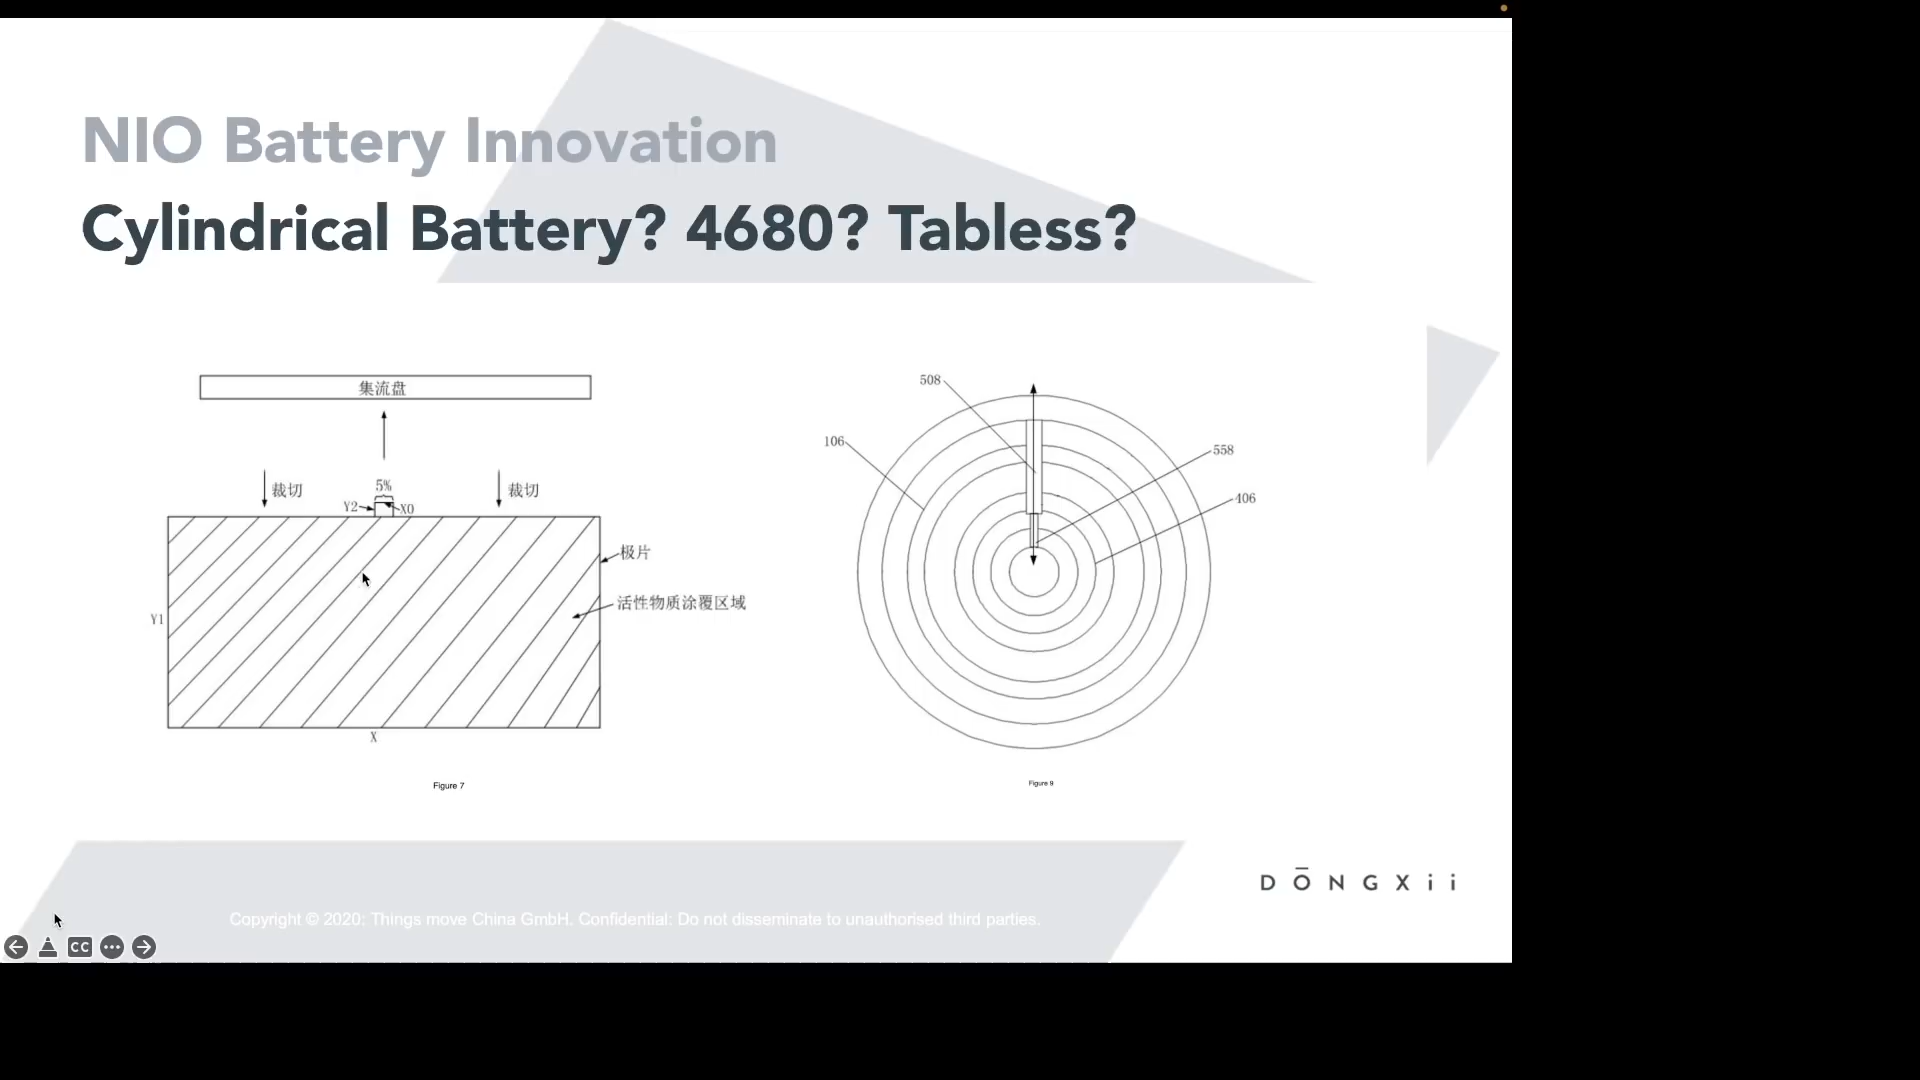 NIO Battery Innovation
Cylindrical Battery? 4680? Tabless?
集流盘
裁切
5%
裁切
Y2
X0
极片
活性物质涂覆区域
Y1
X
Figure 7
508
106
558
406
Figure 9
DŌNGXii
Copyright © 2020: Things move China GmbH. Confidential: Do not disseminate to unauthorised third parties.
CC